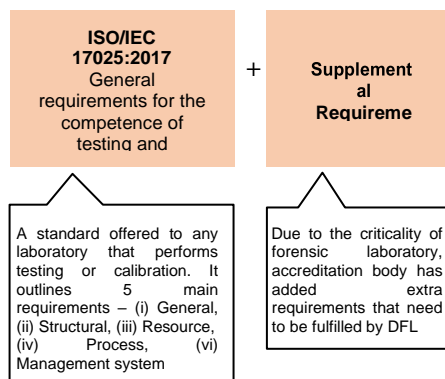 ISO/IEC
17025:2017
General
requirements for the
competence of
testing and
+
Supplement
al
Requireme
A standard offered to any
laboratory that performs
testing or calibration. It
outlines 5 main
requirements – (i) General,
(ii) Structural, (iii) Resource,
(iv) Process, (vi)
Management system
Due to the criticality of
forensic laboratory,
accreditation body has
added extra
requirements that need
to be fulfilled by DFL